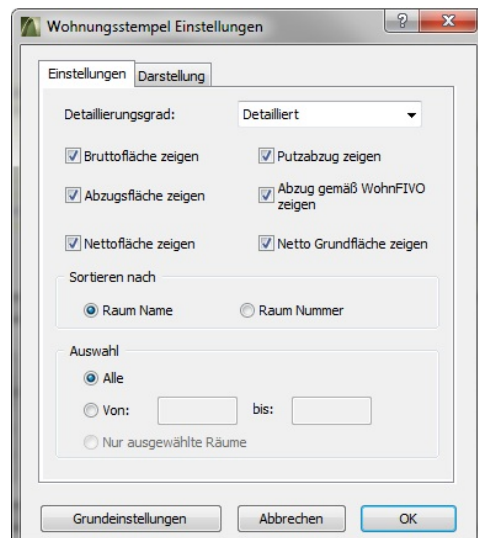 Wohnungsstempel Einstellungen
Einstellungen Darstellung
Detaillierungsgrad: Detailliert
Bruttofläche zeigen Putzabzug zeigen
Abzugsfläche zeigen Abzug gemäß WohnFIVO
zeigen
Nettofläche zeigen Netto Grundfläche zeigen
Sortieren nach
Raum Name Raum Nummer
Auswahl
Alle
Von: bis:
Nur ausgewählte Räume
Grundeinstellungen Abbrechen OK